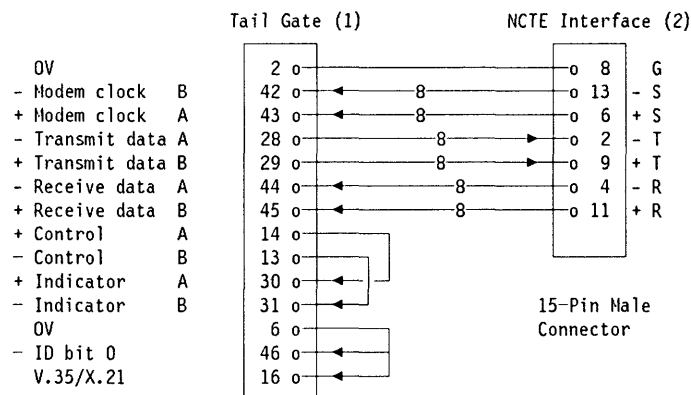 Tail Gate (1) NCTE Interface (2)
0V 2 o o 8 G
- Modem clock B 42 o 8 o 13 - S
+ Modem clock A 43 o 8 o 6 + S
- Transmit data A 28 o 8 o 2 - T
+ Transmit data B 29 o 8 o 9 + T
- Receive data A 44 o 8 o 4 - R
+ Receive data B 45 o 8 o 11 + R
+ Control A 14 o
- Control B 13 o
+ Indicator A 30 o
- Indicator B 31 o 15-Pin Nale
0V 6 o Connector
- ID bit 0 46 o
V.35/X.21 16 o